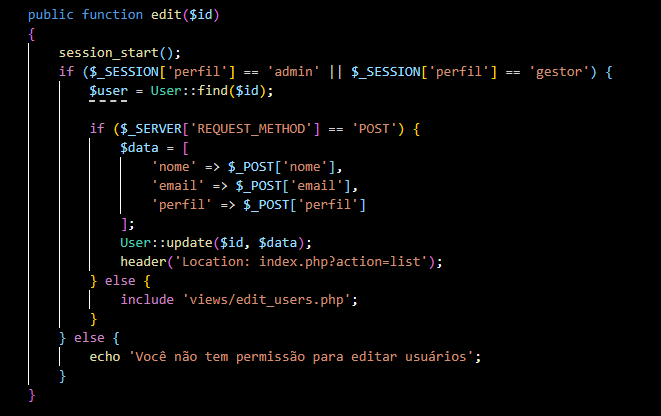 public function edit($id)
{
session_start();
if ($_SESSION['perfil'] == 'admin' || $_SESSION['perfil'] == 'gestor') {
$user = User::find($id);
if ($_SERVER['REQUEST_METHOD'] == 'POST') {
$data = [
'nome' => $_POST['nome'],
'email' => $_POST['email'],
'perfil' => $_POST['perfil']
];
User::update($id, $data);
header('Location: index.php?action=list');
} else {
include 'views/edit_users.php';
}
} else {
echo 'Você não tem permissão para editar usuários';
}
}